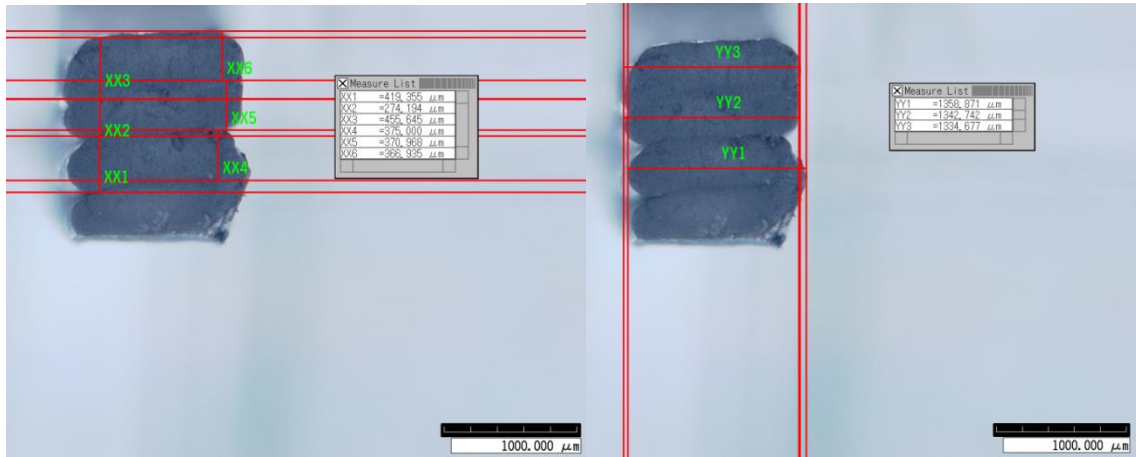 XX6
XX3
XX5
XX2
XX4
XX1
Measure List
XX1 =419.355 μm
XX2 =274.194 μm
XX3 =455.645 μm
XX4 =375.000 μm
XX5 =370.968 μm
XX6 =366.935 μm
1000.000 μm
YY3
YY2
YY1
Measure List
YY1 =1358.871 μm
YY2 =1342.742 μm
YY3 =1334.677 μm
1000.000 μm